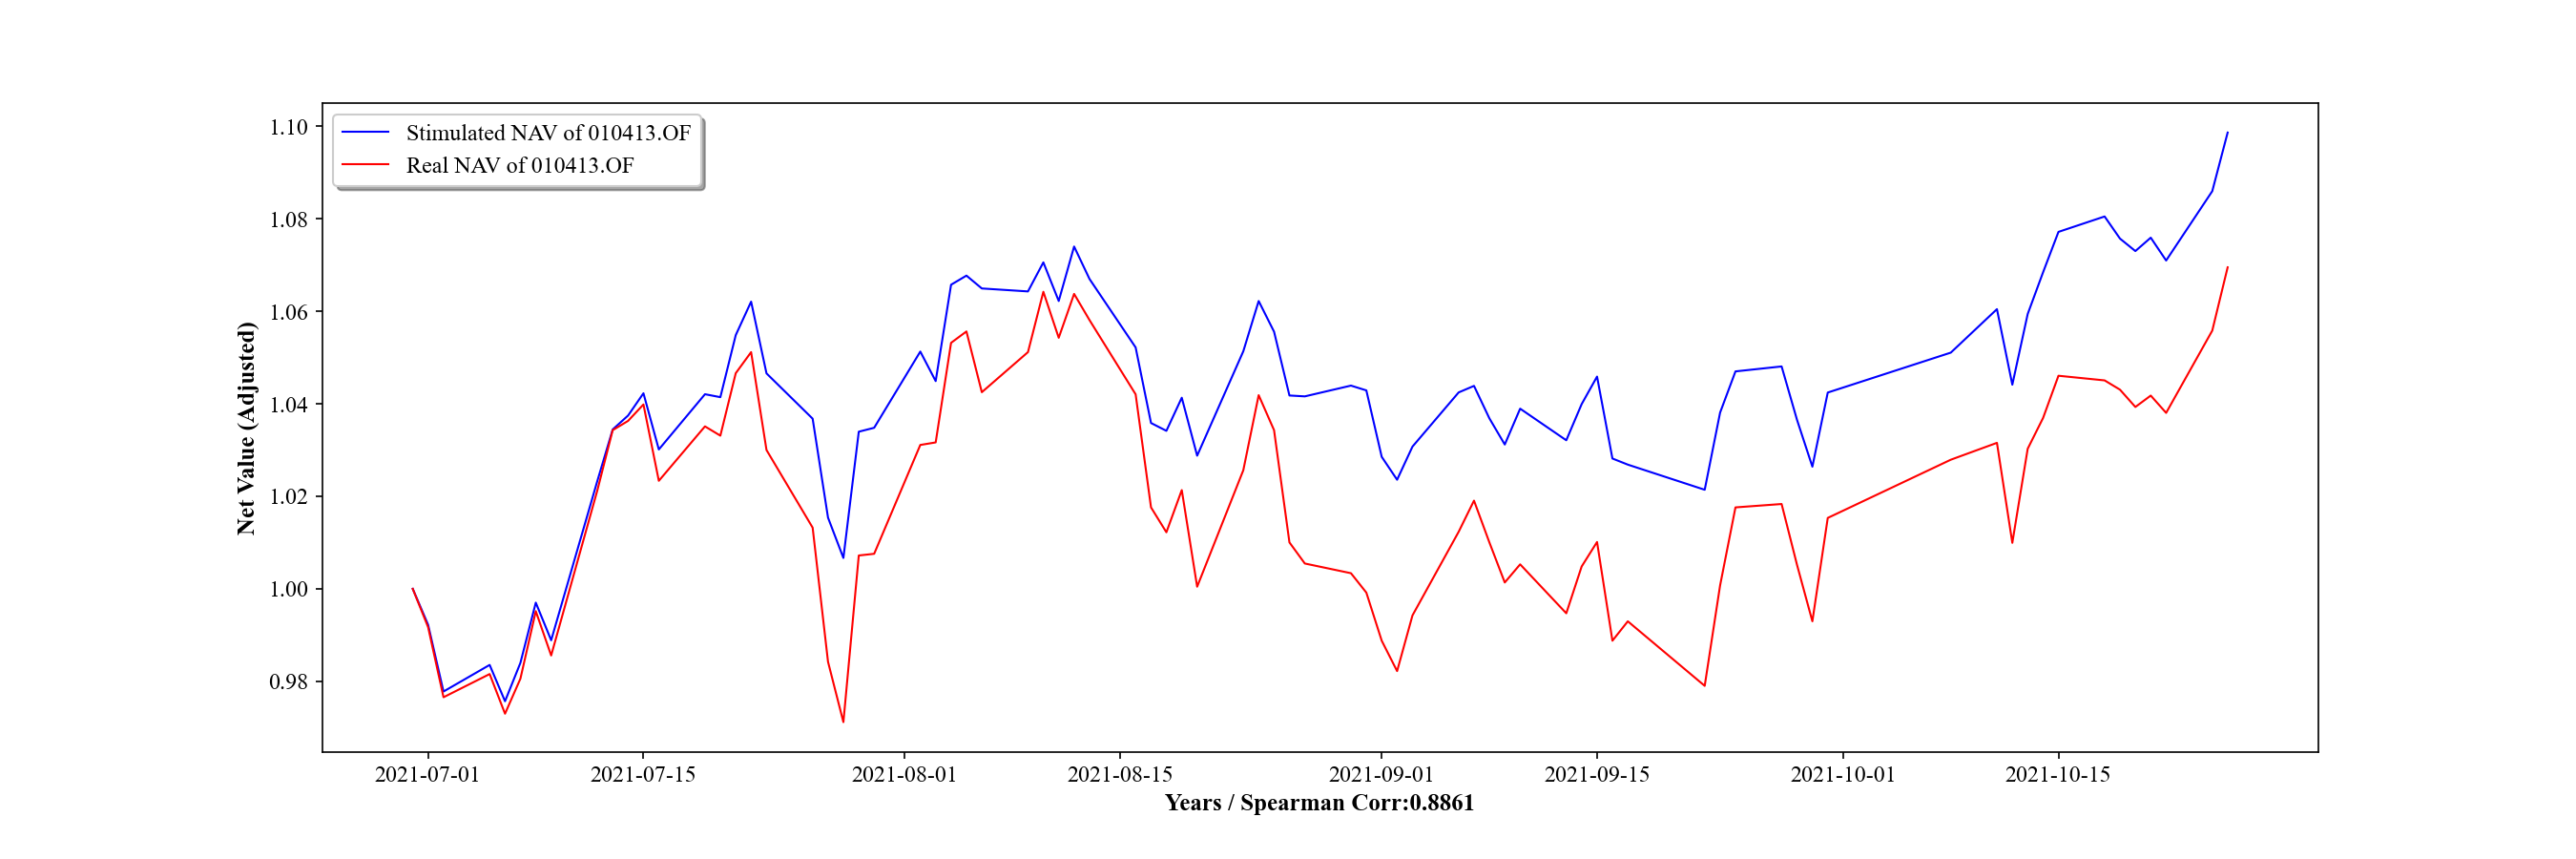 Stimulated NAV of 010413.OF
Real NAV of 010413.OF
1.10
1.08
1.06
1.04
1.02
1.00
0.98
Net Value (Adjusted)
2021-07-01 2021-07-15 2021-08-01 2021-08-15 2021-09-01 2021-09-15 2021-10-01 2021-10-15
Years / Spearman Corr:0.8861